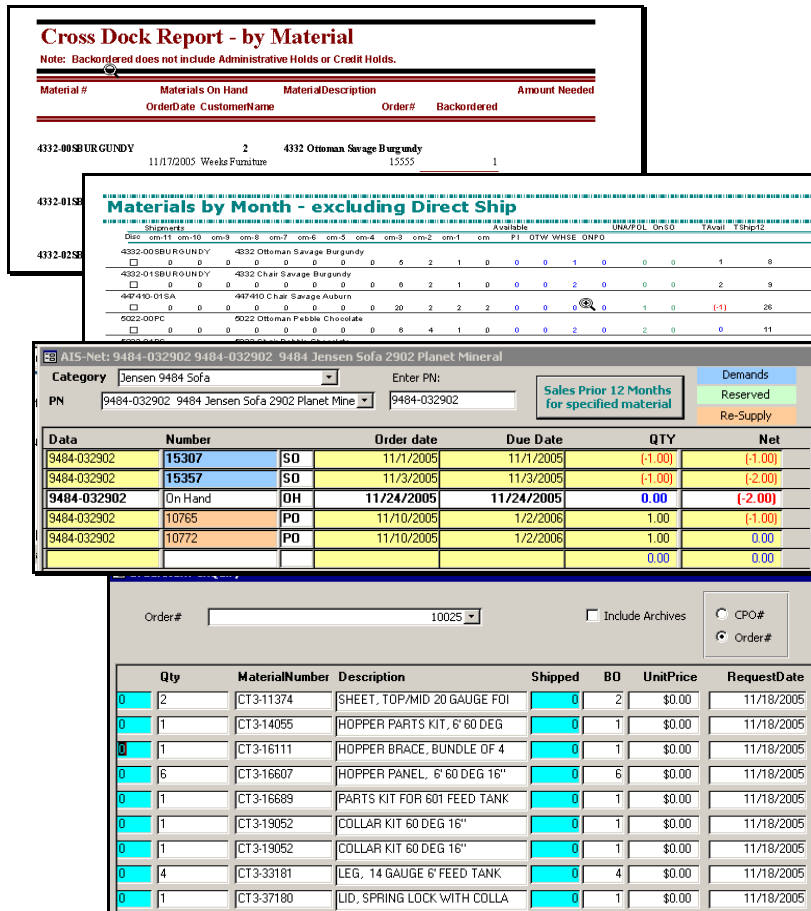 Cross Dock Report - by Material
Note: Backordered does not include Administrative Holds or Credit Holds.
Material # Materials On Hand MaterialDescription Amount Needed
OrderDate CustomerName Order# Backordered
4332-00SBURGUNDY 2 4332 Ottoman Savage Burgundy
11/17/2005 Weeks Furniture 15555 1
4332-01SB
4332-02SB
Materials by Month - excluding Direct Ship
Shipments Available UNA/POL OnSO TAvail TShip12
Disc cm-11 cm-10 cm-9 cm-8 cm-7 cm-6 cm-5 cm-4 cm-3 cm-2 cm-1 cm PI OTW WHSE ONPO
4332-00SBURGUNDY 4332 Ottoman Savage Burgundy
0 0 0 0 0 0 0 0 5 2 1 0 0 0 1 0 0 0 1 8
4332-01SBURGUNDY 4332 Chair Savage Burgundy
0 0 0 0 0 0 0 0 6 2 1 0 0 0 2 0 0 0 2 9
447410-01SA 447410 Chair Savage Auburn
0 0 0 0 0 0 0 0 20 2 2 2 0 0 0 0 1 0 (-1) 26
5022-00PC 5022 Ottoman Pebble Chocolate
0 0 0 0 0 0 0 0 6 4 1 0 0 0 2 0 2 0 0 11
AIS-Net: 9484-032902 9484-032902 9484 Jensen Sofa 2902 Planet Mineral
Category Jensen 9484 Sofa Enter PN: Demands
PN 9484-032902 9484 Jensen Sofa 2902 Planet Mine 9484-032902 Sales Prior 12 Months Reserved
for specified material Re-Supply
Data Number Order date Due Date QTY Net
9484-032902 15307 SO 11/1/2005 11/1/2005 (-1.00) (-1.00)
9484-032902 15357 SO 11/3/2005 11/3/2005 (-1.00) (-2.00)
9484-032902 On Hand OH 11/24/2005 11/24/2005 0.00 (-2.00)
9484-032902 10765 PO 11/10/2005 1/2/2006 1.00 (-1.00)
9484-032902 10772 PO 11/10/2005 1/2/2006 1.00 0.00
0.00 0.00
Order# 10025 Include Archives CPO#
Order#
Qty MaterialNumber Description Shipped BO UnitPrice RequestDate
0 2 CT3-11374 SHEET, TOP/MID 20 GAUGE FOI 0 2 $0.00 11/18/2005
0 1 CT3-14055 HOPPER PARTS KIT, 6' 60 DEG 0 1 $0.00 11/18/2005
0 1 CT3-16111 HOPPER BRACE, BUNDLE OF 4 0 1 $0.00 11/18/2005
0 6 CT3-16607 HOPPER PANEL, 6' 60 DEG 16" 0 6 $0.00 11/18/2005
0 1 CT3-16689 PARTS KIT FOR 601 FEED TANK 0 1 $0.00 11/18/2005
0 1 CT3-19052 COLLAR KIT 60 DEG 16" 0 1 $0.00 11/18/2005
0 1 CT3-19052 COLLAR KIT 60 DEG 16" 0 1 $0.00 11/18/2005
0 4 CT3-33181 LEG, 14 GAUGE 6' FEED TANK 0 4 $0.00 11/18/2005
0 1 CT3-37180 LID, SPRING LOCK WITH COLLA 0 1 $0.00 11/18/2005